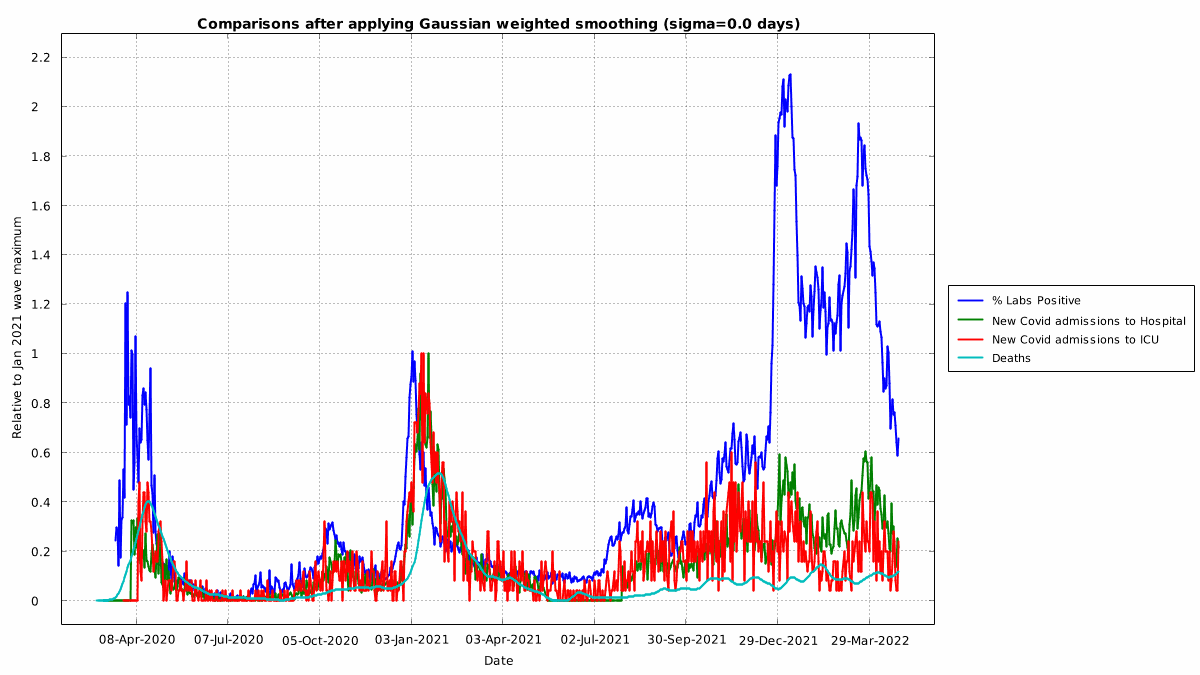 Comparisons after applying Gaussian weighted smoothing (sigma=0.0 days)
2.2
2
1.8
1.6
1.4
1.2
1
0.8
0.6
0.4
0.2
0
Relative to Jan 2021 wave maximum
08-Apr-2020 07-Jul-2020 05-Oct-2020 03-Jan-2021 03-Apr-2021 02-Jul-2021 30-Sep-2021 29-Dec-2021 29-Mar-2022
Date
% Labs Positive
New Covid admissions to Hospital
New Covid admissions to ICU
Deaths